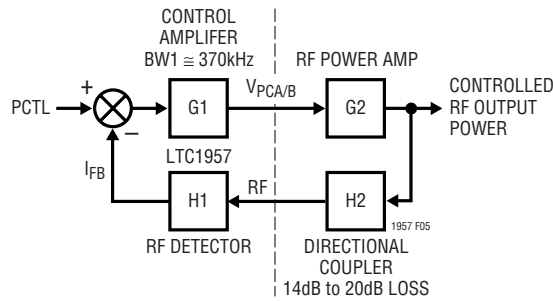 CONTROL
AMPLIFER
BW1 ≅ 370kHz
RF POWER AMP
PCTL
+
–
G1
VPCA/B
G2
CONTROLLED
RF OUTPUT
POWER
LTC1957
IFB
H1
RF
H2
1957 F05
RF DETECTOR
DIRECTIONAL
COUPLER
14dB to 20dB LOSS